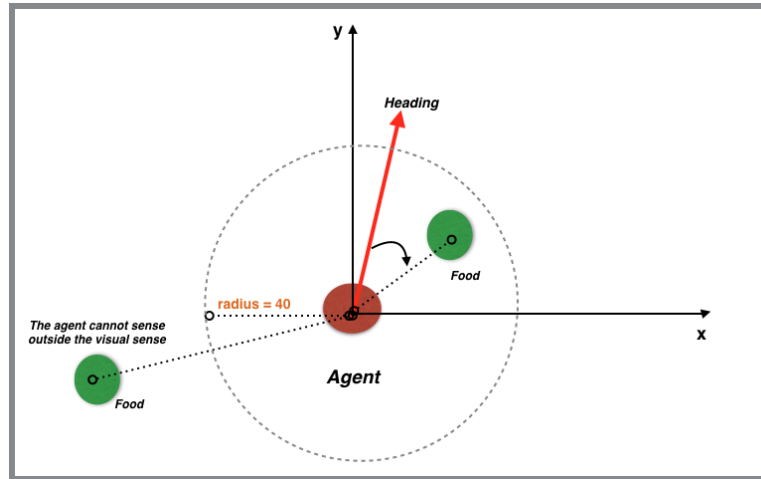 y
Heading
Food
radius = 40
The agent cannot sense
outside the visual sense
x
Agent
Food